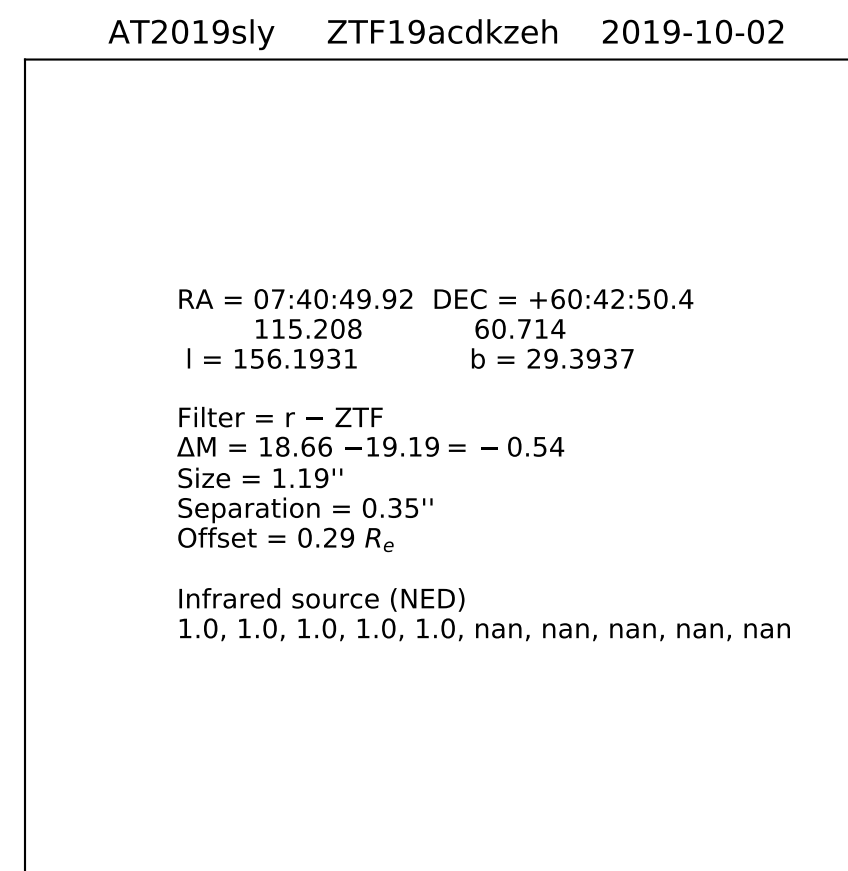 AT2019sly ZTF19acdkzeh 2019-10-02
RA = 07:40:49.92 DEC = +60:42:50.4
115.208 60.714
l = 156.1931 b = 29.3937
Filter = r − ZTF
ΔM = 18.66 −19.19 = − 0.54
Size = 1.19''
Separation = 0.35''
Offset = 0.29 Re
Infrared source (NED)
1.0, 1.0, 1.0, 1.0, 1.0, nan, nan, nan, nan, nan